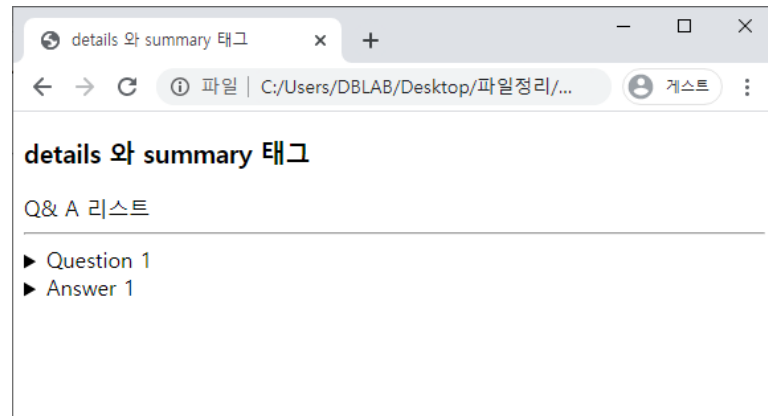 details 와 summary 태그
파일 C:/Users/DBLAB/Desktop/파일정리/... 게스트
details 와 summary 태그
Q& A 리스트
Question 1
Answer 1